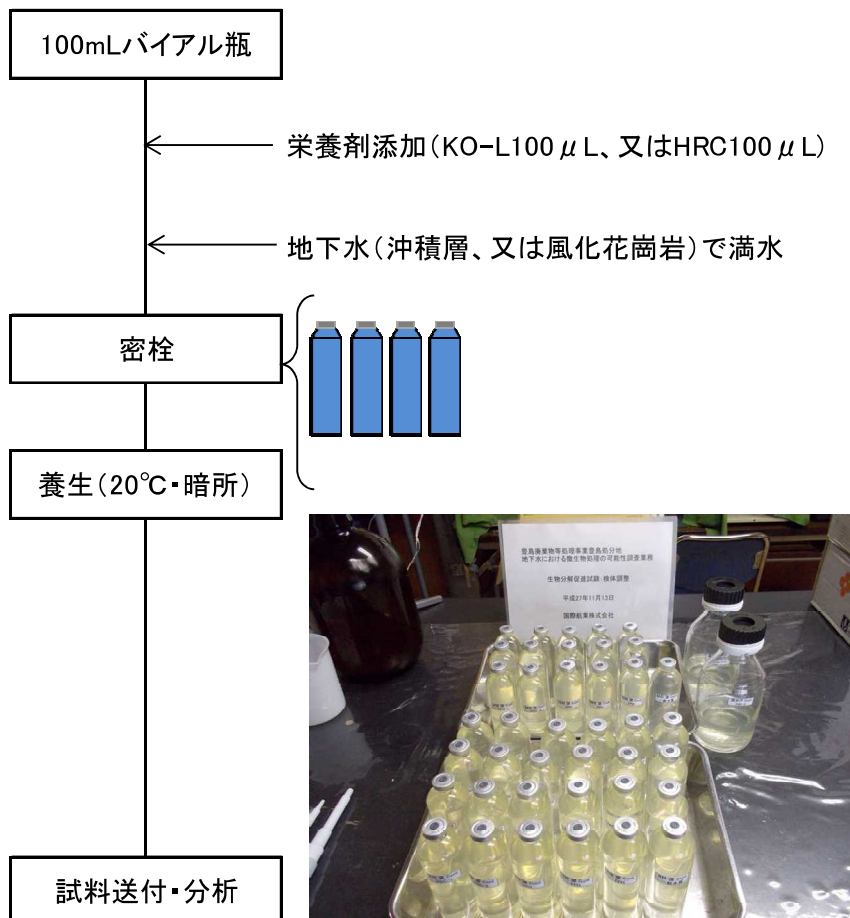 100mLバイアル瓶
栄養剤添加(KO-L100μL、又はHRC100μL)
地下水(沖積層、又は風化花崗岩)で満水
密栓
養生(20℃・暗所)
豊島廃棄物等処理事業豊島処分地
地下水における微生物処理の可能性調査業務
生物分解促進試験 検体調整
平成27年11月13日
国際航業株式会社
試料送付・分析